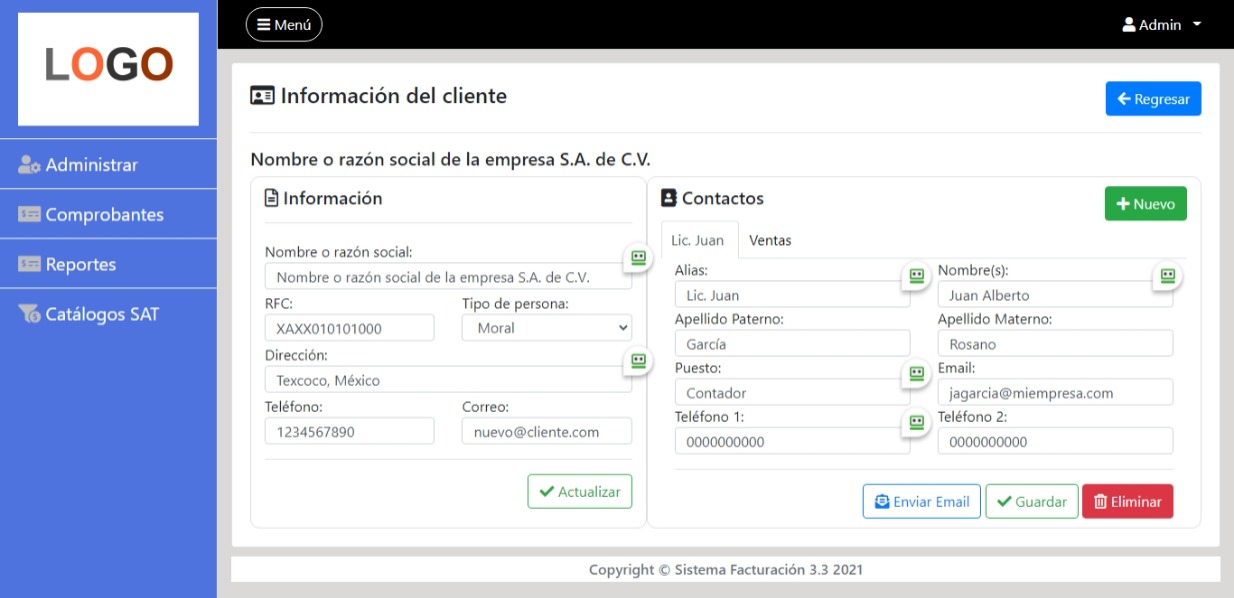 LOGO
Menú
Admin
Administrar
Comprobantes
Reportes
Catálogos SAT
Información del cliente
Regresar
Nombre o razón social de la empresa S.A. de C.V.
Información
Nombre o razón social:
Nombre o razón social de la empresa S.A. de C.V.
RFC: Tipo de persona:
XAXX010101000 Moral
Dirección:
Texcoco, México
Teléfono: Correo:
1234567890 nuevo@cliente.com
Actualizar
Contactos
Nuevo
Lic. Juan Ventas
Alias: Nombre(s):
Lic. Juan Juan Alberto
Apellido Paterno: Apellido Materno:
García Rosano
Puesto: Email:
Contador jagarcia@miempresa.com
Teléfono 1: Teléfono 2:
0000000000 0000000000
Enviar Email Guardar Eliminar
Copyright © Sistema Facturación 3.3 2021